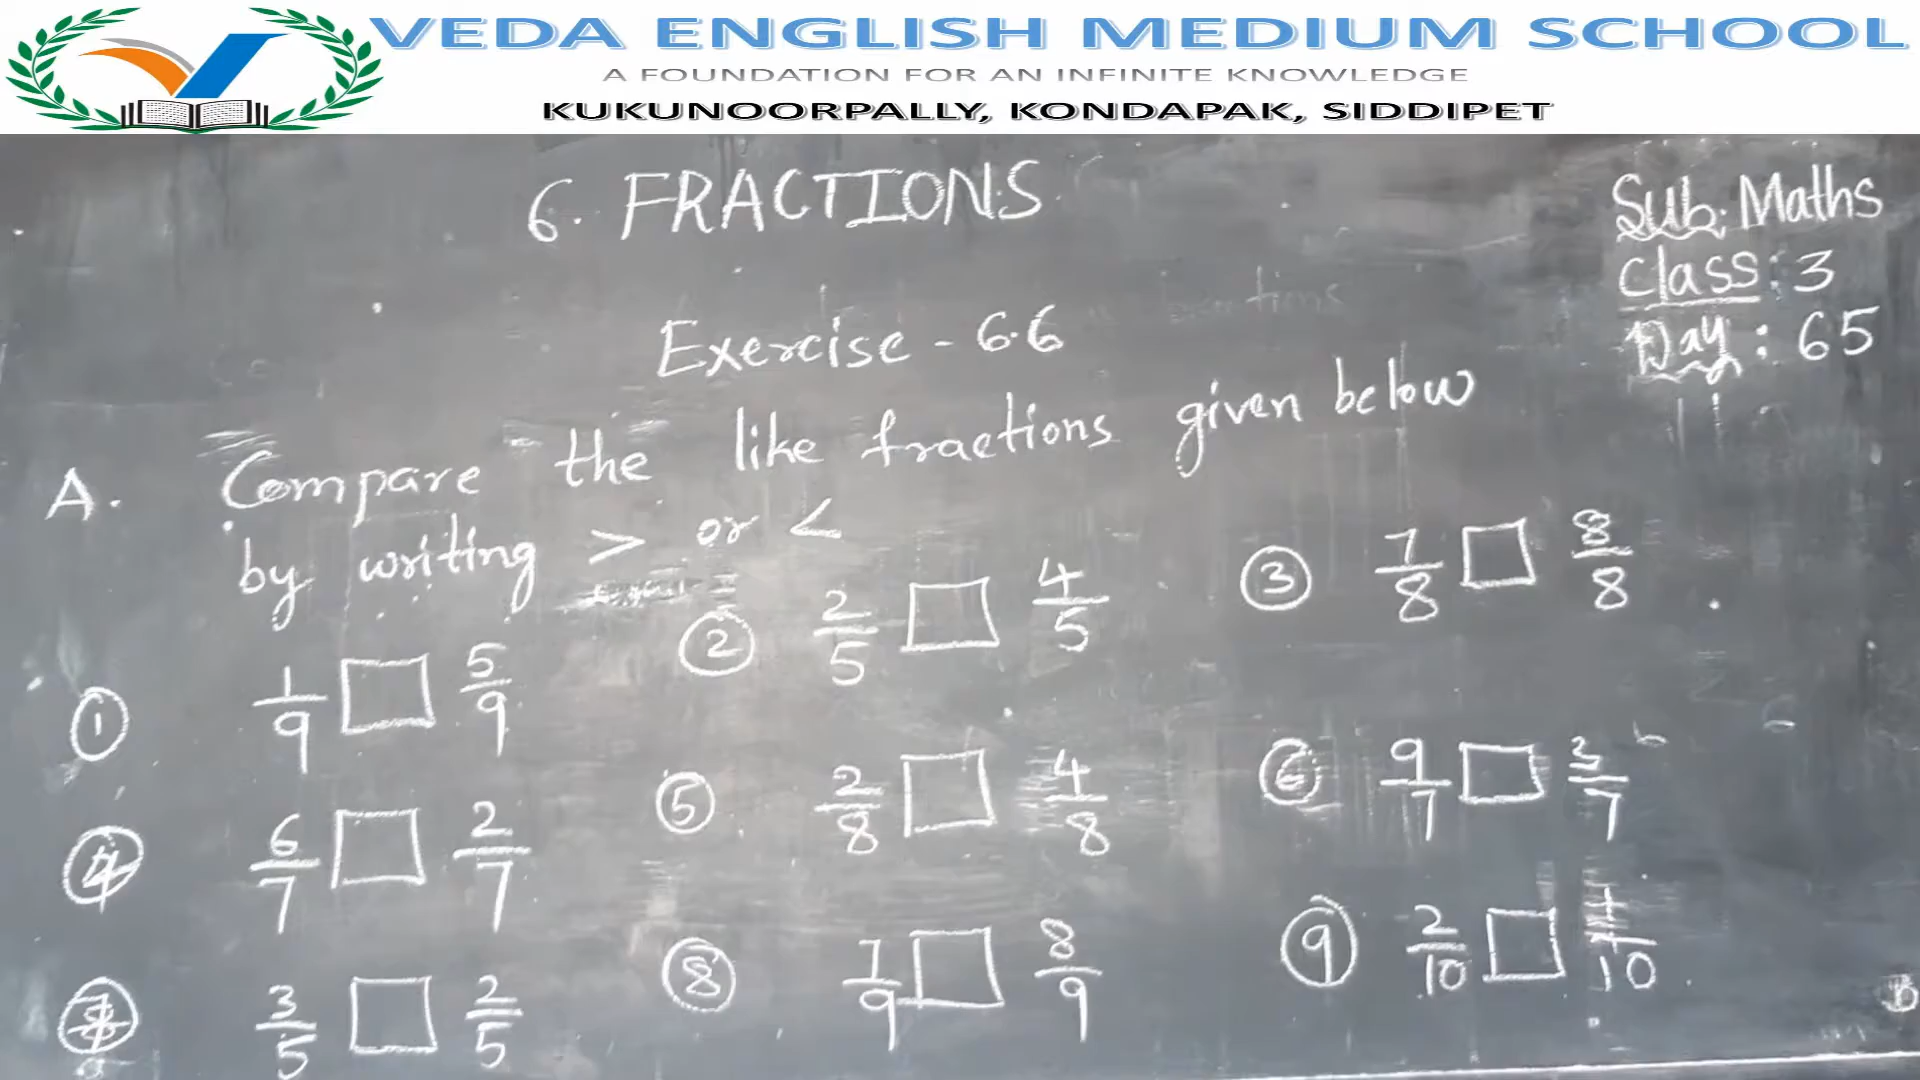 VEDA ENGLISH MEDIUM SCHOOL
A FOUNDATION FOR AN INFINITE KNOWLEDGE
KUKUNOORPALLY, KONDAPAK, SIDDIPET
6. FRACTIONS
Sub: Maths
Class: 3
Day: 65
Exercise - 6.6
A. Compare the like fractions given below
by writing > or <
① 1/9 □ 5/9 ② 2/5 □ 4/5 ③ 7/8 □ 8/8
④ 6/7 □ 2/7 ⑤ 2/8 □ 4/8 ⑥ 9/7 □ 3/7
⑦ 3/5 □ 2/5 ⑧ 7/9 □ 8/9 ⑨ 2/10 □ /10